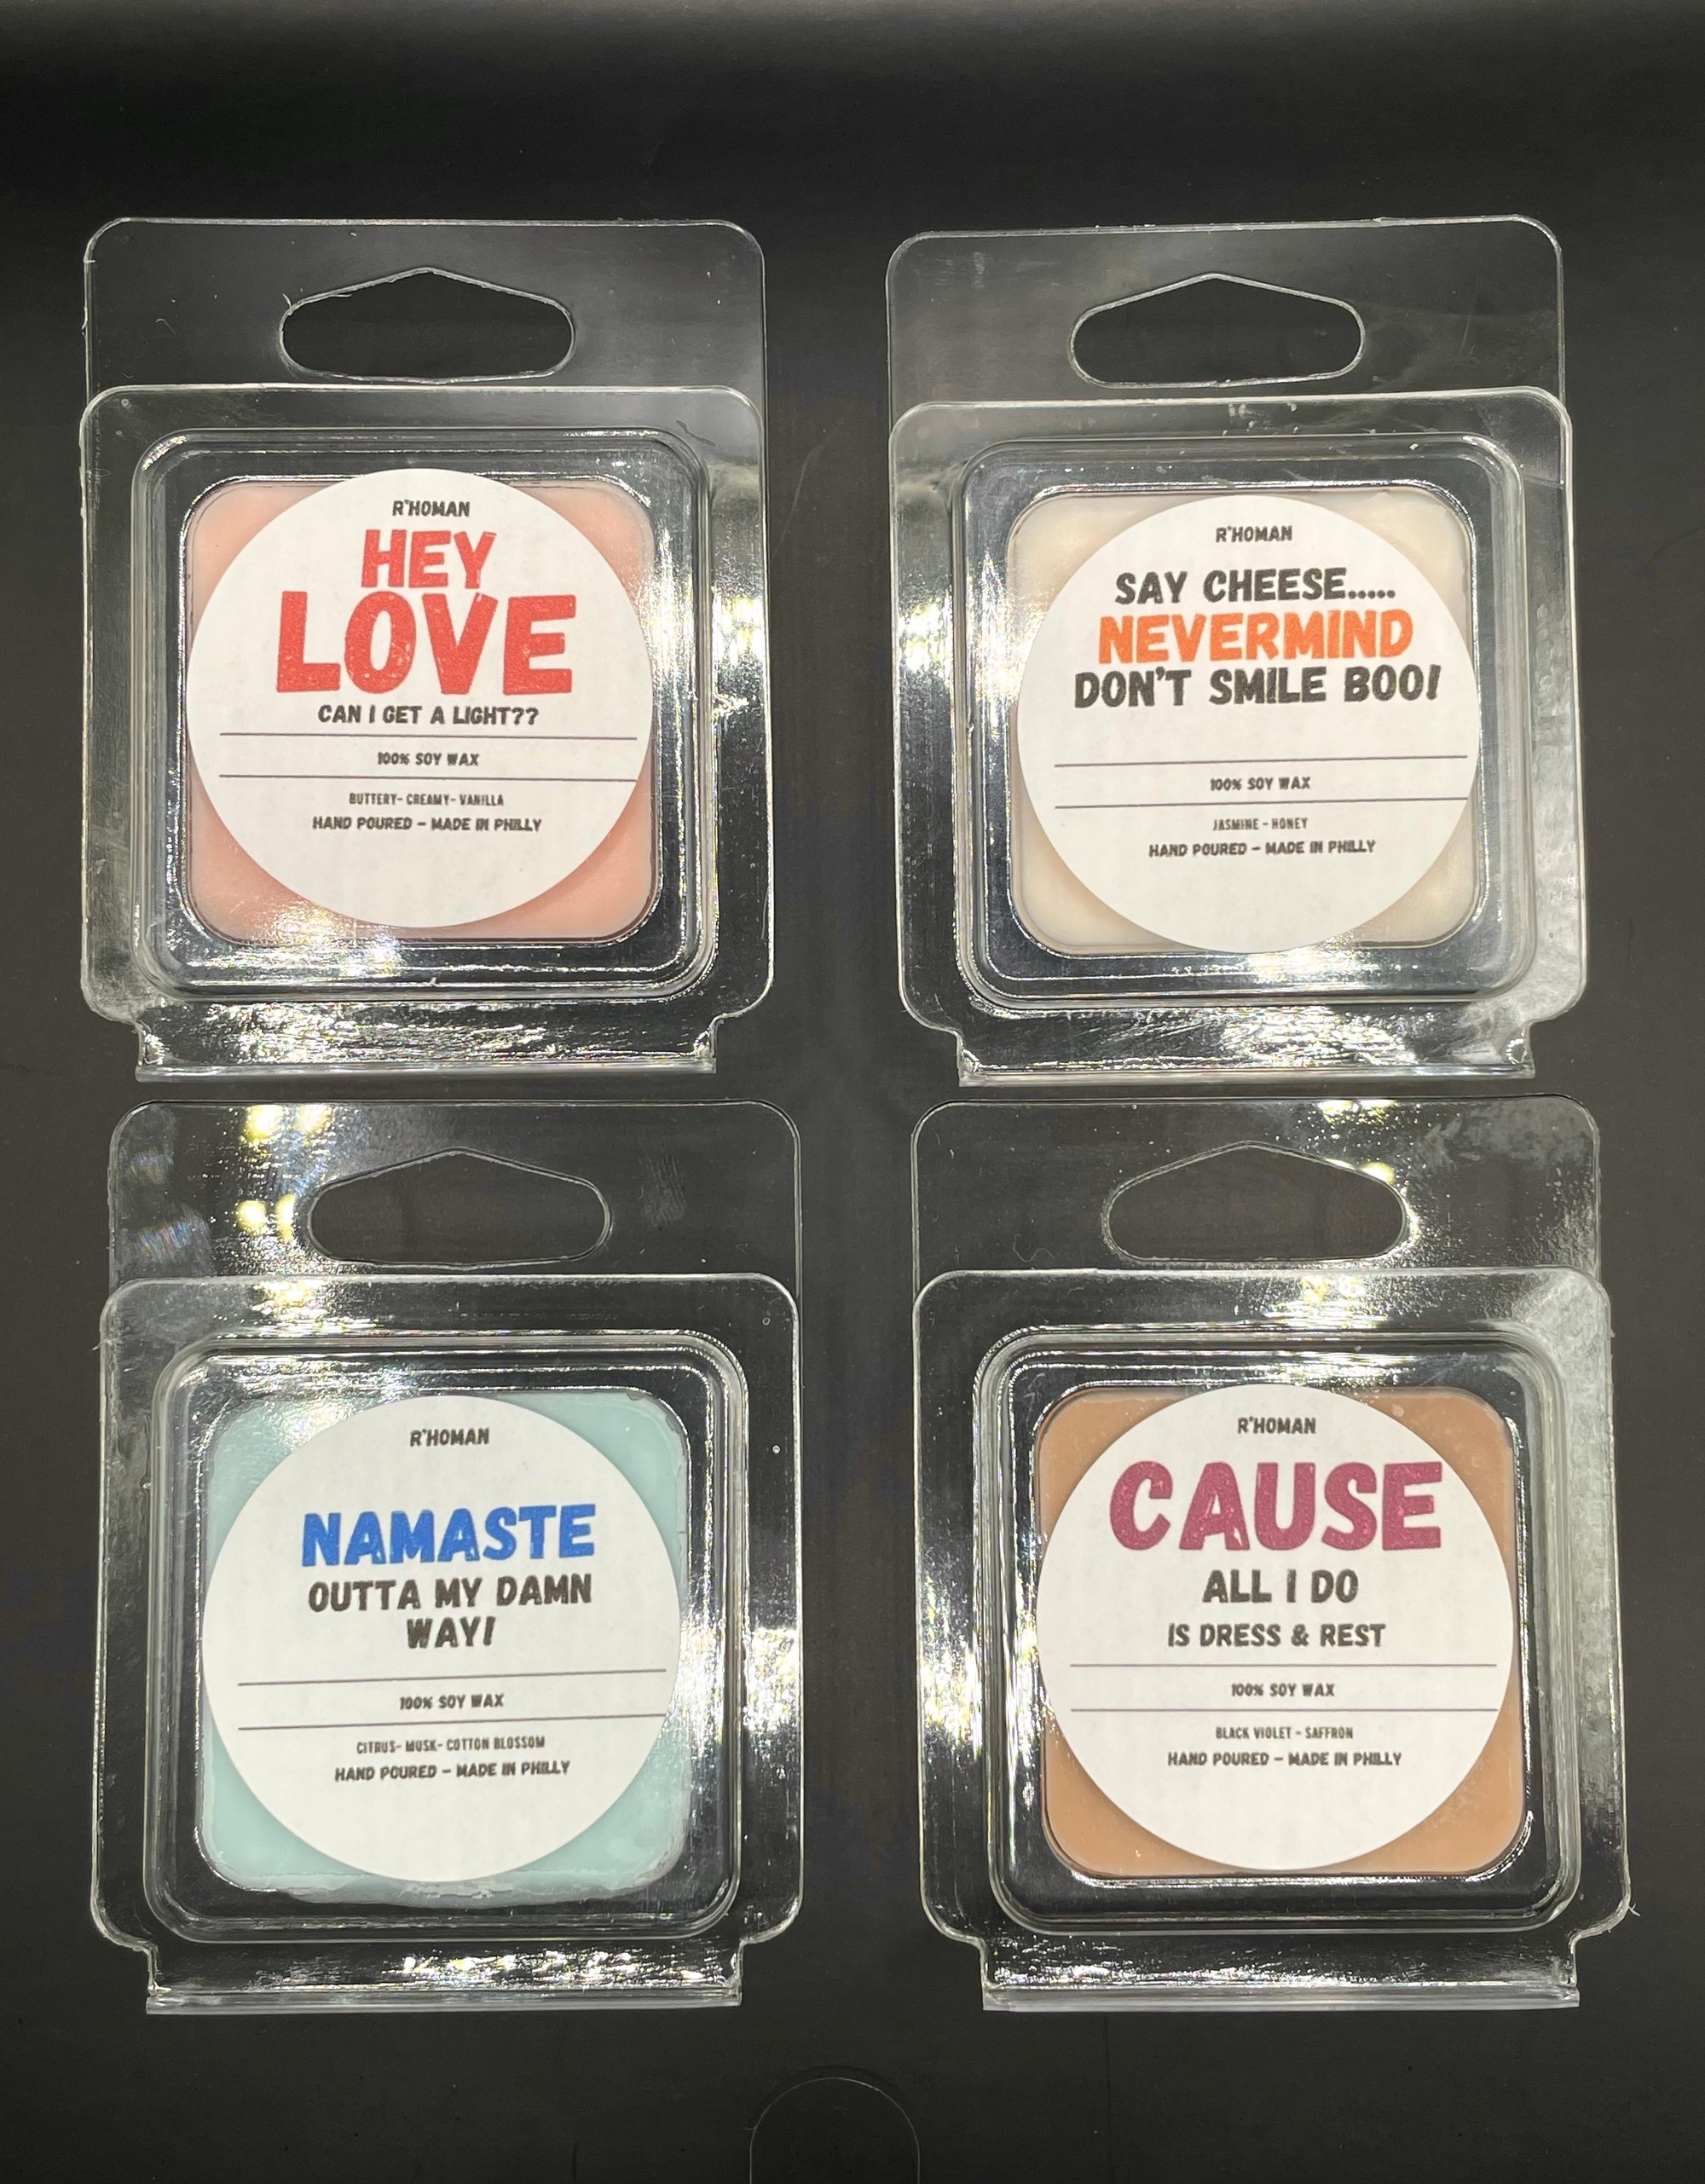 R'HOMAN
HEY
LOVE
CAN I GET A LIGHT??
100% SOY WAX
BUTTERY- CREAMY- VANILLA
HAND POURED - MADE IN PHILLY
R'HOMAN
SAY CHEESE.....
NEVERMIND
DON'T SMILE BOO!
100% SOY WAX
JASMINE - HONEY
HAND POURED - MADE IN PHILLY
R'HOMAN
NAMASTE
OUTTA MY DAMN
WAY!
100% SOY WAX
CITRUS- MUSK- COTTON BLOSSOM
HAND POURED - MADE IN PHILLY
R'HOMAN
CAUSE
ALL I DO
IS DRESS & REST
100% SOY WAX
BLACK VIOLET - SAFFRON
HAND POURED - MADE IN PHILLY